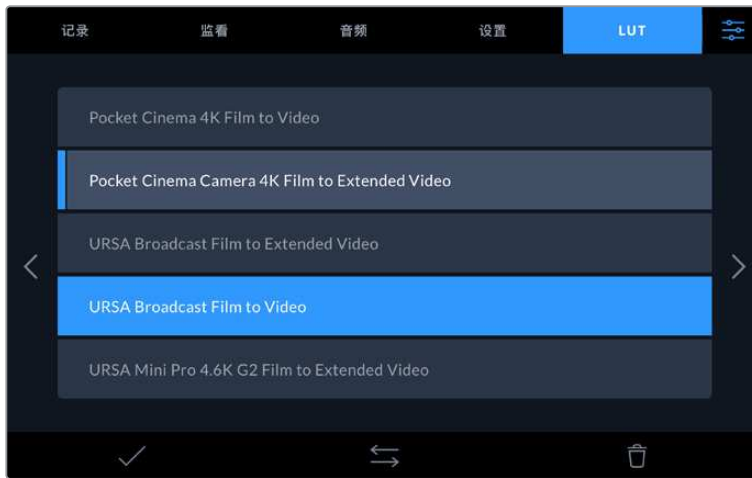 记录 监看 音频 设置 LUT
Pocket Cinema 4K Film to Video
Pocket Cinema Camera 4K Film to Extended Video
URSA Broadcast Film to Extended Video
URSA Broadcast Film to Video
URSA Mini Pro 4.6K G2 Film to Extended Video